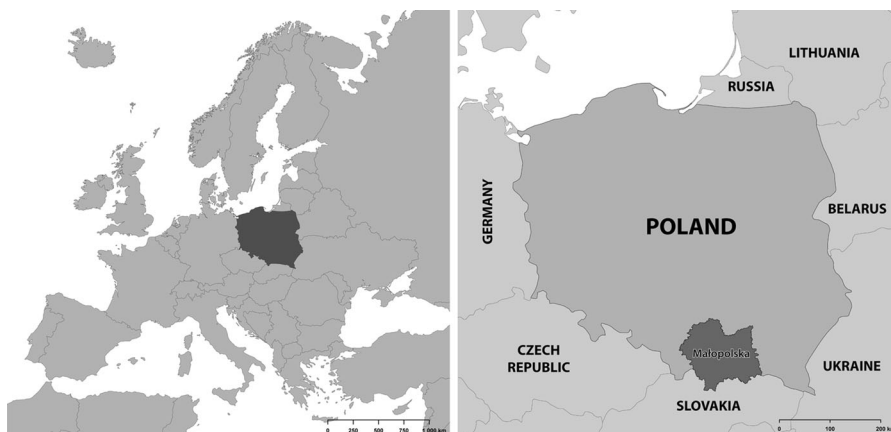 0 250 500 750 1 000 km
LITHUANIA
RUSSIA
GERMANY
BELARUS
POLAND
Małopolska
CZECH
REPUBLIC
UKRAINE
SLOVAKIA
0 100 200 km